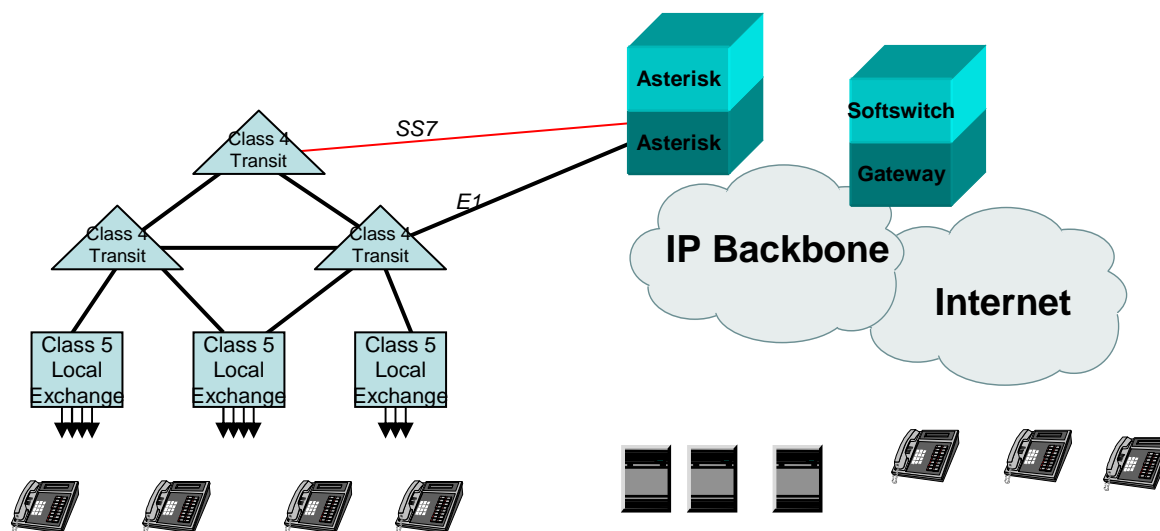 Asterisk
Asterisk
Softswitch
Gateway
SS7
E1
Class 4
Transit
Class 4
Transit
Class 4
Transit
IP Backbone
Internet
Class 5
Local
Exchange
Class 5
Local
Exchange
Class 5
Local
Exchange